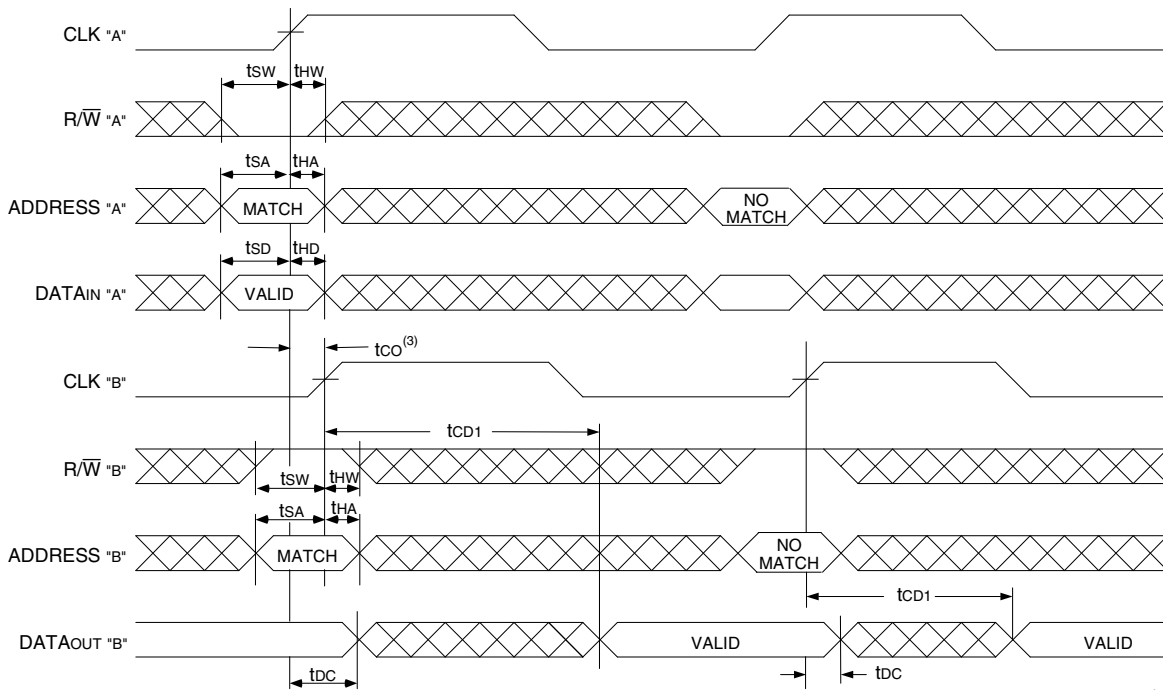 CLK "A"
tSW tHW
R/W̅ "A"
tSA tHA
ADDRESS "A" MATCH NO MATCH
tSD tHD
DATAIN "A" VALID
tCO(3)
CLK "B"
tCD1
R/W̅ "B"
tSW tHW
tSA tHA
ADDRESS "B" MATCH NO MATCH
tCD1
DATAOUT "B" VALID VALID
tDC tDC